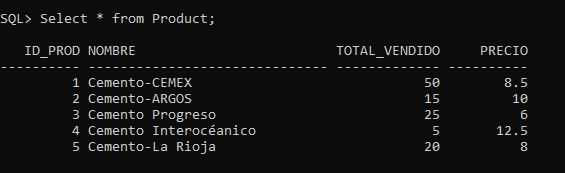 SQL> Select * from Product;
ID_PROD NOMBRE TOTAL_VENDIDO PRECIO
---------- ------------------------------ ------------- ----------
1 Cemento-CEMEX 50 8.5
2 Cemento-ARGOS 15 10
3 Cemento Progreso 25 6
4 Cemento Interocéanico 5 12.5
5 Cemento-La Rioja 20 8